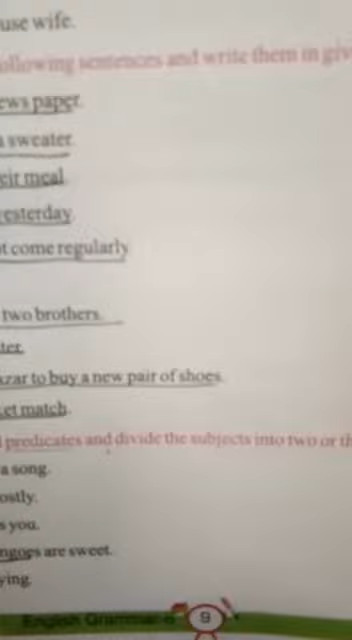 use wife.
ollowing sentences and write them in giv
ews paper.
a sweater.
eir meal.
esterday.
t come regularly
two brothers.
ter.
azar to buy a new pair of shoes.
et match.
predicates and divide the subjects into two or th
a song.
ostly.
s you.
ngoes are sweet.
ying.
English Grammar-6 9